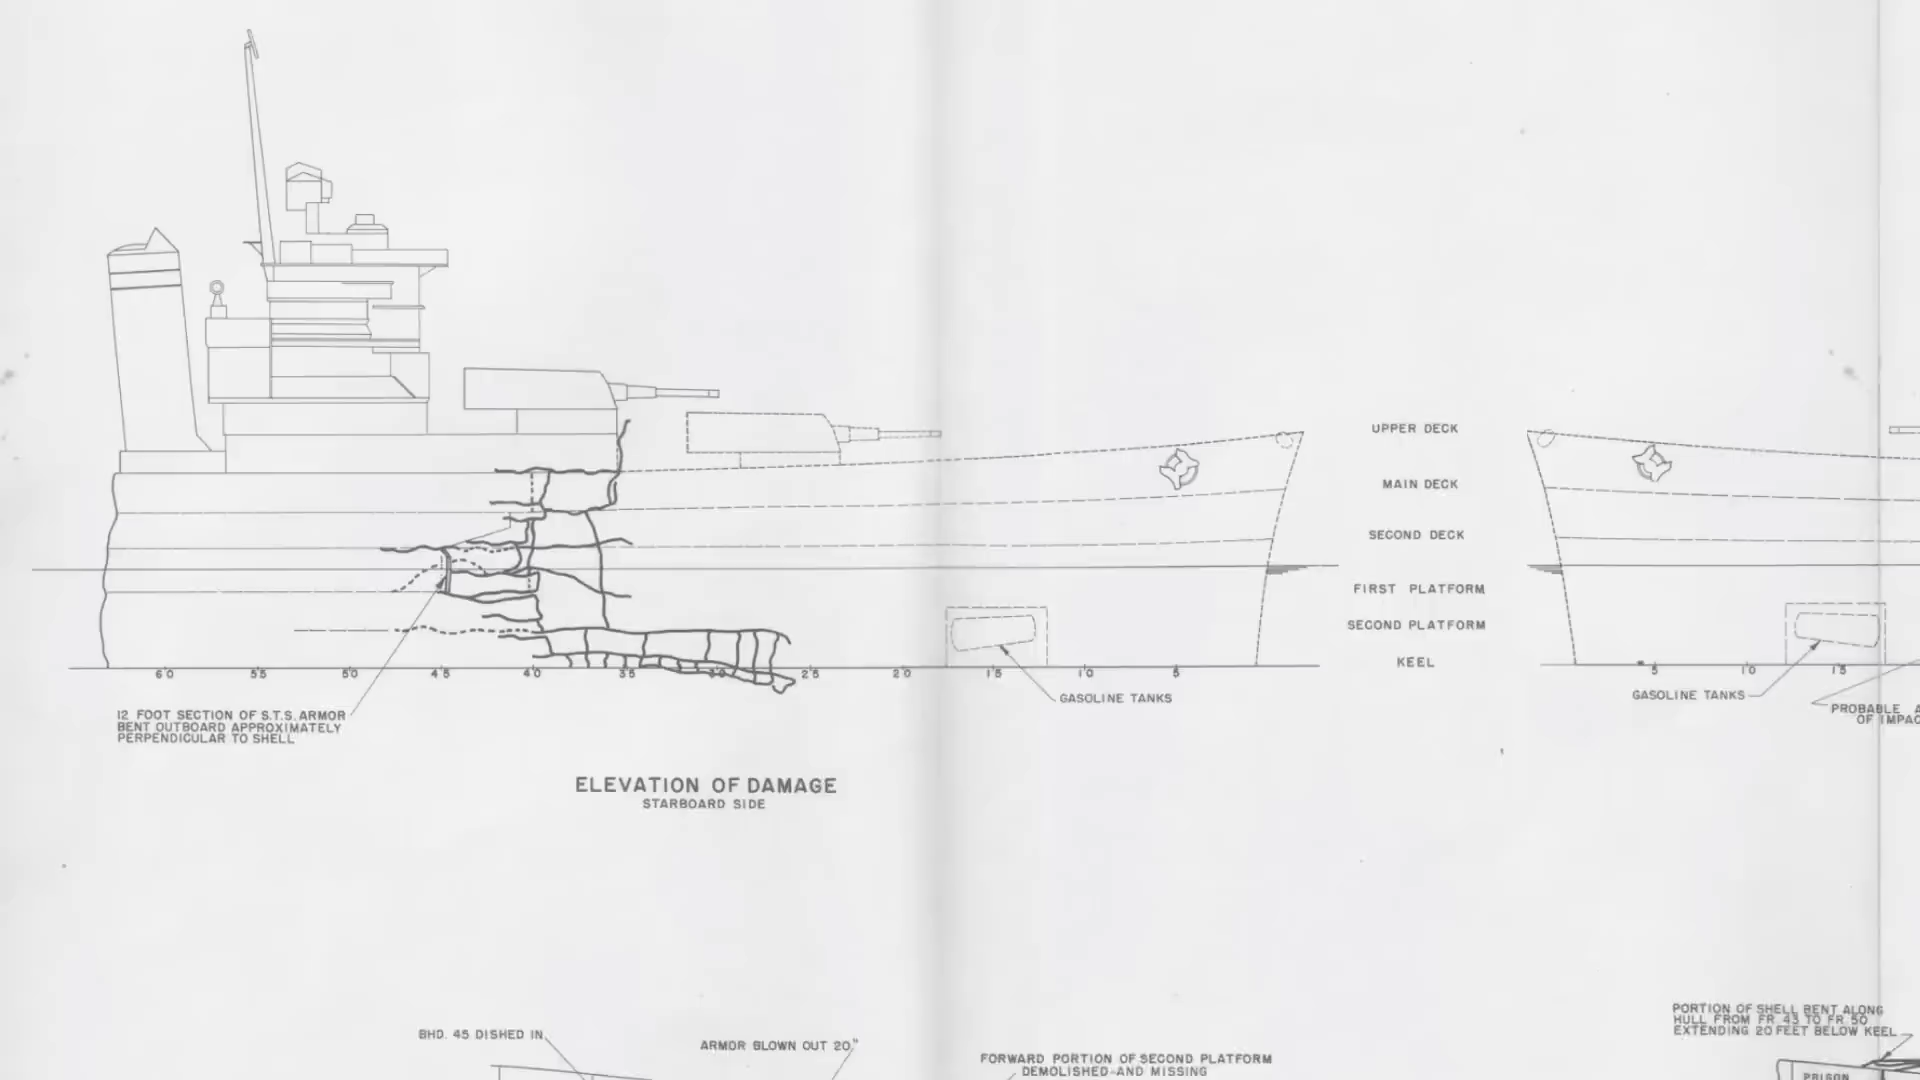 UPPER DECK
MAIN DECK
SECOND DECK
FIRST PLATFORM
SECOND PLATFORM
KEEL
60 55 50 45 40 35 30 25 20 15 10 5
5 10 15
GASOLINE TANKS
GASOLINE TANKS
PROBABLE A
OF IMPAC
12 FOOT SECTION OF S.T.S. ARMOR
BENT OUTBOARD APPROXIMATELY
PERPENDICULAR TO SHELL
ELEVATION OF DAMAGE
STARBOARD SIDE
BHD. 45 DISHED IN
ARMOR BLOWN OUT 20"
FORWARD PORTION OF SECOND PLATFORM
DEMOLISHED AND MISSING
PORTION OF SHELL BENT ALONG
HULL FROM FR 43 TO FR 50
EXTENDING 20 FEET BELOW KEEL
PRISON